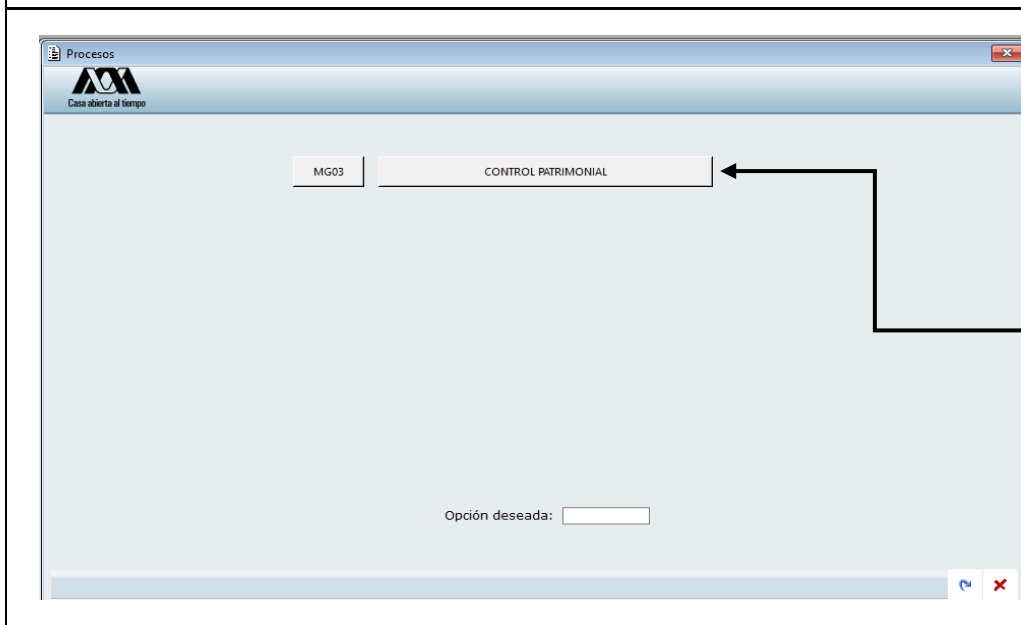 Procesos
Casa abierta al tiempo
MG03 CONTROL PATRIMONIAL
Opción deseada: